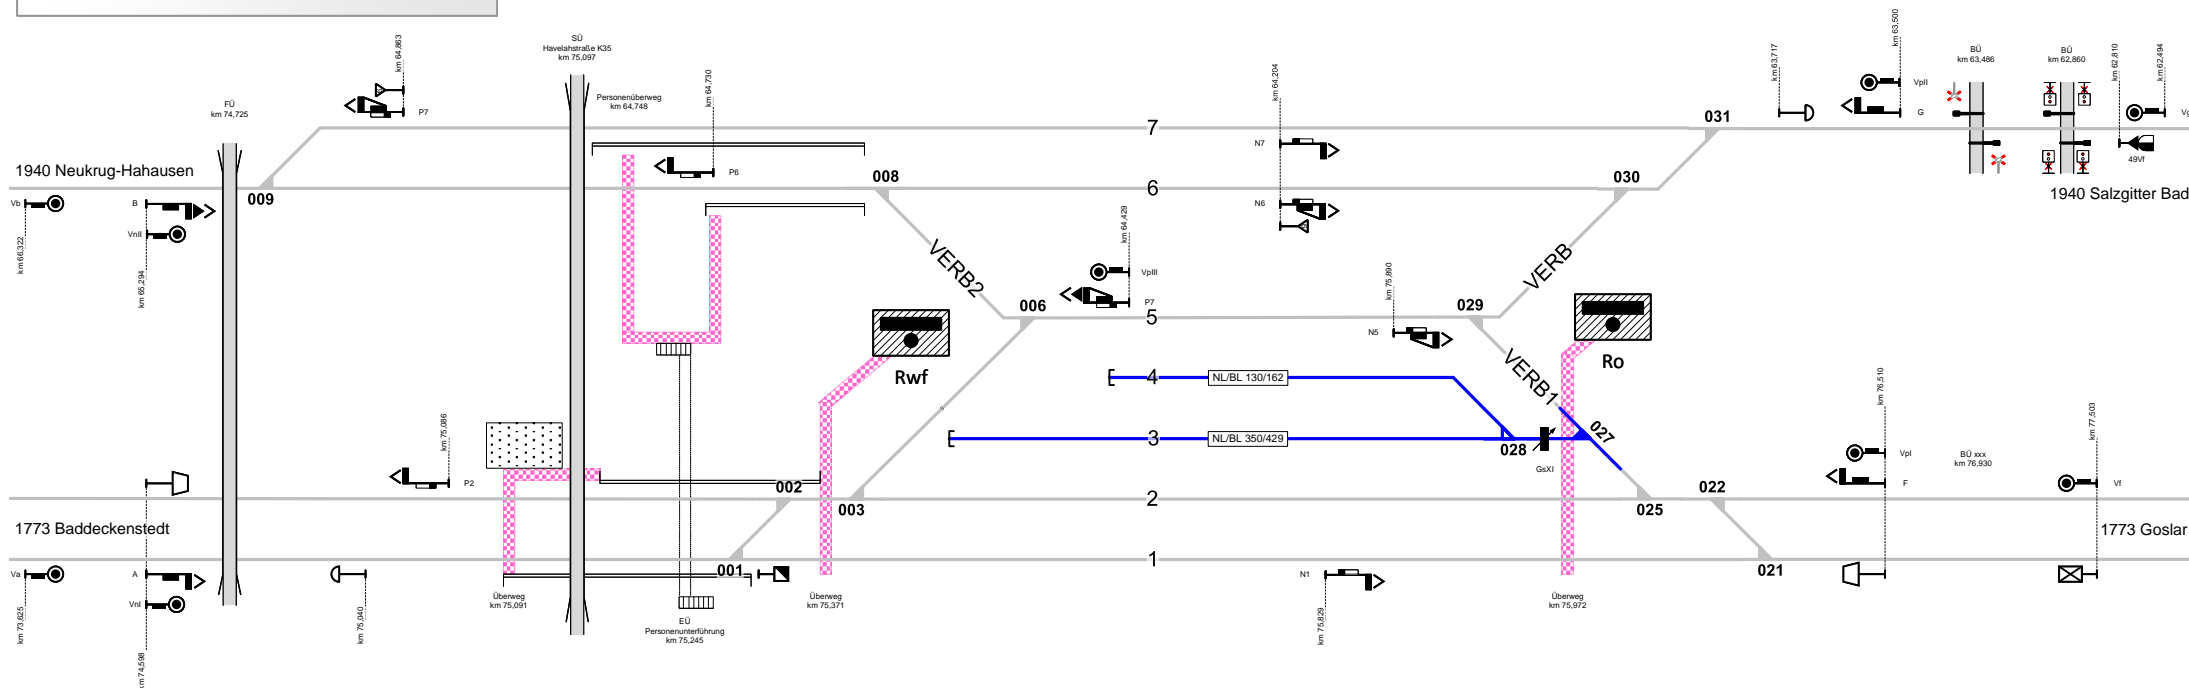 SÜ
Havelahstraße K35
km 75,097
km 64,863
P7
FÜ
km 74,725
Personenüberweg
km 64,748
km 64,730
P6
km 64,204
N7
N6
7
6
031
030
008
009
km 63,717
km 63,500
VpII
G
BÜ
km 63,486
BÜ
km 62,860
km 62,810
km 62,494
49Vf
1940 Salzgitter Bad
1940 Neukrug-Hahausen
Vb
km 66,322
B
VnII
km 65,294
VERB2
006
5
km 64,429
VpIII
P7
km 75,890
N5
029
VERB
VERB1
Rwf
Ro
4
NL/BL 130/162
3
NL/BL 350/429
028
027
GsXI
km 75,086
P2
002
003
2
025
022
km 76,510
VpI
F
BÜ xxx
km 76,930
km 77,503
Vf
1773 Baddeckenstedt
1773 Goslar
Va
km 73,625
A
VnI
km 74,598
km 75,040
001
1
021
N1
km 75,829
Überweg
km 75,091
EÜ
Personenunterführung
km 75,245
Überweg
km 75,371
Überweg
km 75,972